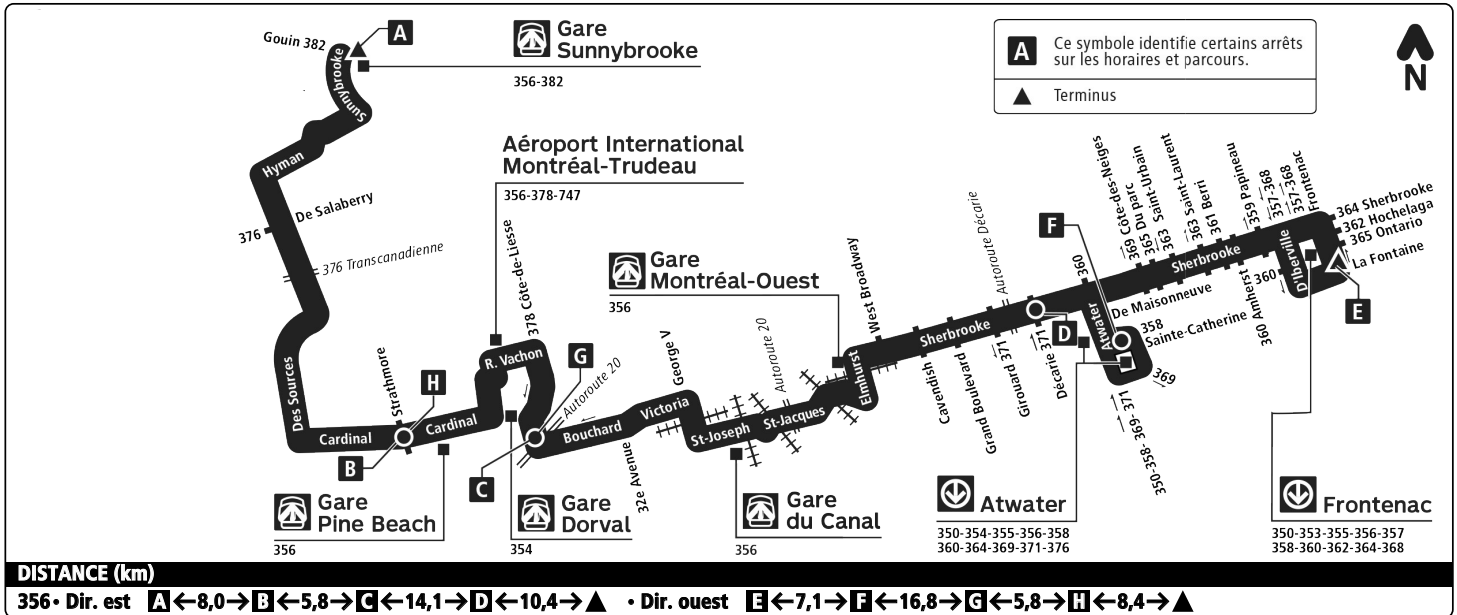 Gouin 382
A
Sunnybrooke
Gare
Sunnybrooke
356-382
A
Ce symbole identifie certains arrêts
sur les horaires et parcours.
Terminus
N
Hyman
De Salaberry
376
376 Transcanadienne
Aéroport International
Montréal-Trudeau
356-378-747
Des Sources
Strathmore
H
Cardinal
Cardinal
B
R. Vachon
378 Côte-de-Liesse
G
Autoroute 20
C
Bouchard
32e Avenue
Victoria
George V
St-Joseph
Autoroute 20
St-Jacques
Elmhurst
West Broadway
Gare
Montréal-Ouest
356
Sherbrooke
Cavendish
Grand Boulevard
Girouard 371
Décarie 371
Autoroute Décarie
D
F
360
Atwater
De Maisonneuve
358
Sainte-Catherine
369
350-358- 369- 371
369 Côte-des-Neiges
365 Du parc
363 Saint-Urbain
363 Saint-Laurent
361 Berri
359 Papineau
357-368
357-368
Frontenac
Sherbrooke
360 Amherst
360
D'Iberville
364 Sherbrooke
362 Hochelaga
365 Ontario
La Fontaine
E
Gare
Pine Beach
356
Gare
Dorval
354
Gare
du Canal
356
Atwater
350-354-355-356-358
360-364-369-371-376
Frontenac
350-353-355-356-357
358-360-362-364-368
DISTANCE (km)
356• Dir. est A ←8,0→ B ←5,8→ C ←14,1→ D ←10,4→ ▲ • Dir. ouest E ←7,1→ F ←16,8→ G ←5,8→ H ←8,4→ ▲